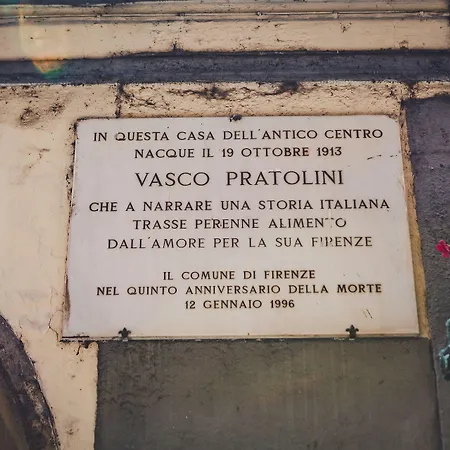 IN QUESTA CASA DELL'ANTICO CENTRO
NACQUE IL 19 OTTOBRE 1913
VASCO PRATOLINI
CHE A NARRARE UNA STORIA ITALIANA
TRASSE PERENNE ALIMENTO
DALL'AMORE PER LA SUA FIRENZE
IL COMUNE DI FIRENZE
NEL QUINTO ANNIVERSARIO DELLA MORTE
12 GENNAIO 1996